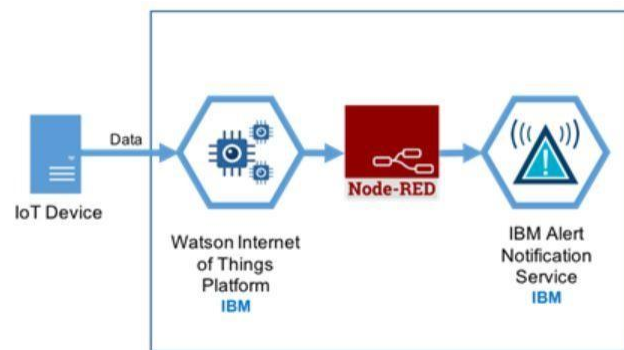 Data
IoT Device
Watson Internet
of Things
Platform
IBM
Node-RED
IBM Alert
Notification
Service
IBM